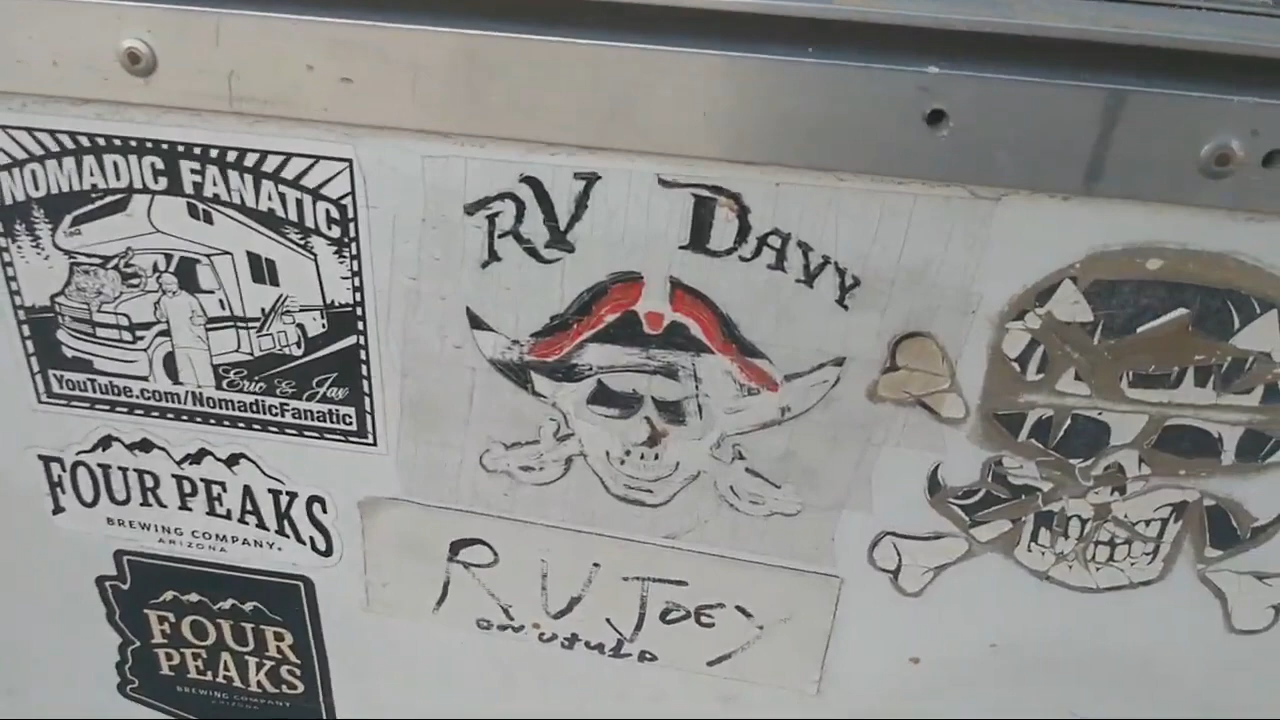 NOMADIC FANATIC
Eric & Jax
YouTube.com/NomadicFanatic
FOUR PEAKS
BREWING COMPANY
ARIZONA
FOUR
PEAKS
BREWING COMPANY
ARIZONA
RV DAVY
RV JOEY